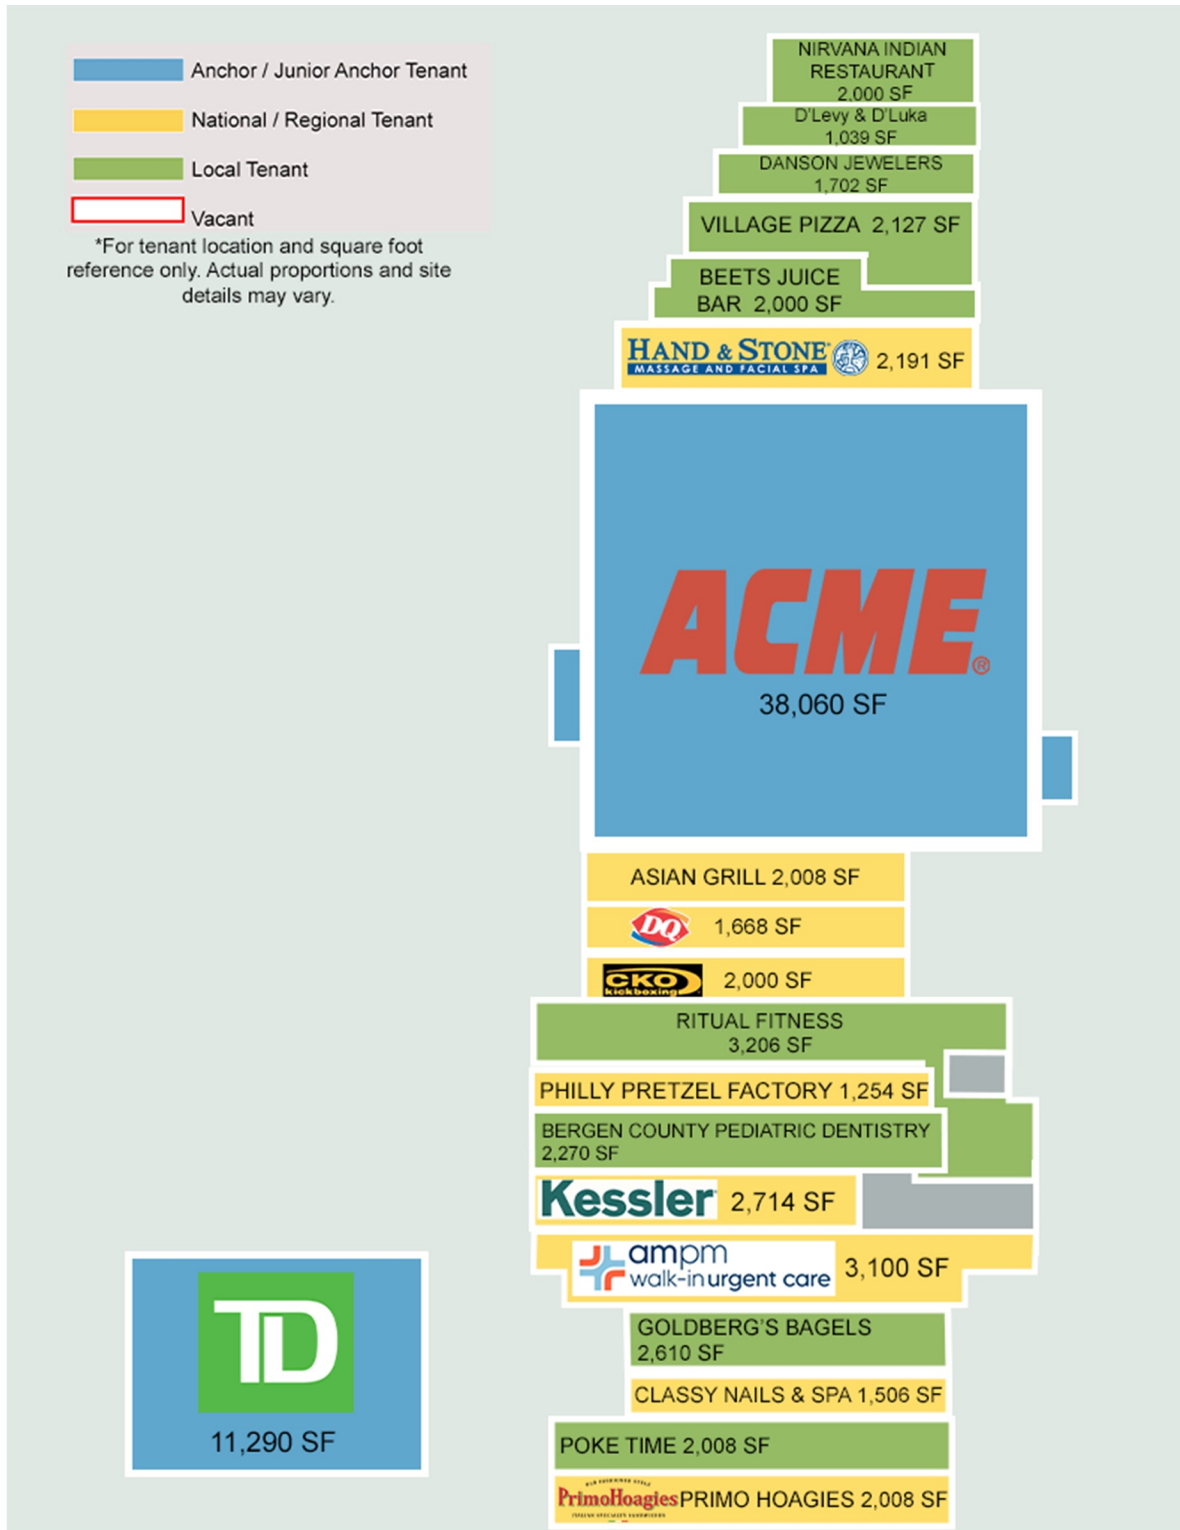 Anchor / Junior Anchor Tenant
National / Regional Tenant
Local Tenant
Vacant
*For tenant location and square foot
reference only. Actual proportions and site
details may vary.
NIRVANA INDIAN
RESTAURANT
2,000 SF
D'Levy & D'Luka
1,039 SF
DANSON JEWELERS
1,702 SF
VILLAGE PIZZA 2,127 SF
BEETS JUICE
BAR 2,000 SF
HAND & STONE® 2,191 SF
MASSAGE AND FACIAL SPA
ACME®
38,060 SF
ASIAN GRILL 2,008 SF
DQ 1,668 SF
CKO 2,000 SF
kickboxing
RITUAL FITNESS
3,206 SF
PHILLY PRETZEL FACTORY 1,254 SF
BERGEN COUNTY PEDIATRIC DENTISTRY
2,270 SF
Kessler 2,714 SF
ampm 3,100 SF
walk-in urgent care
GOLDBERG'S BAGELS
2,610 SF
CLASSY NAILS & SPA 1,506 SF
POKE TIME 2,008 SF
OLD FASHIONED STYLE
PrimoHoagies PRIMO HOAGIES 2,008 SF
ITALIAN SPECIALTY SANDWICHES
TD
11,290 SF